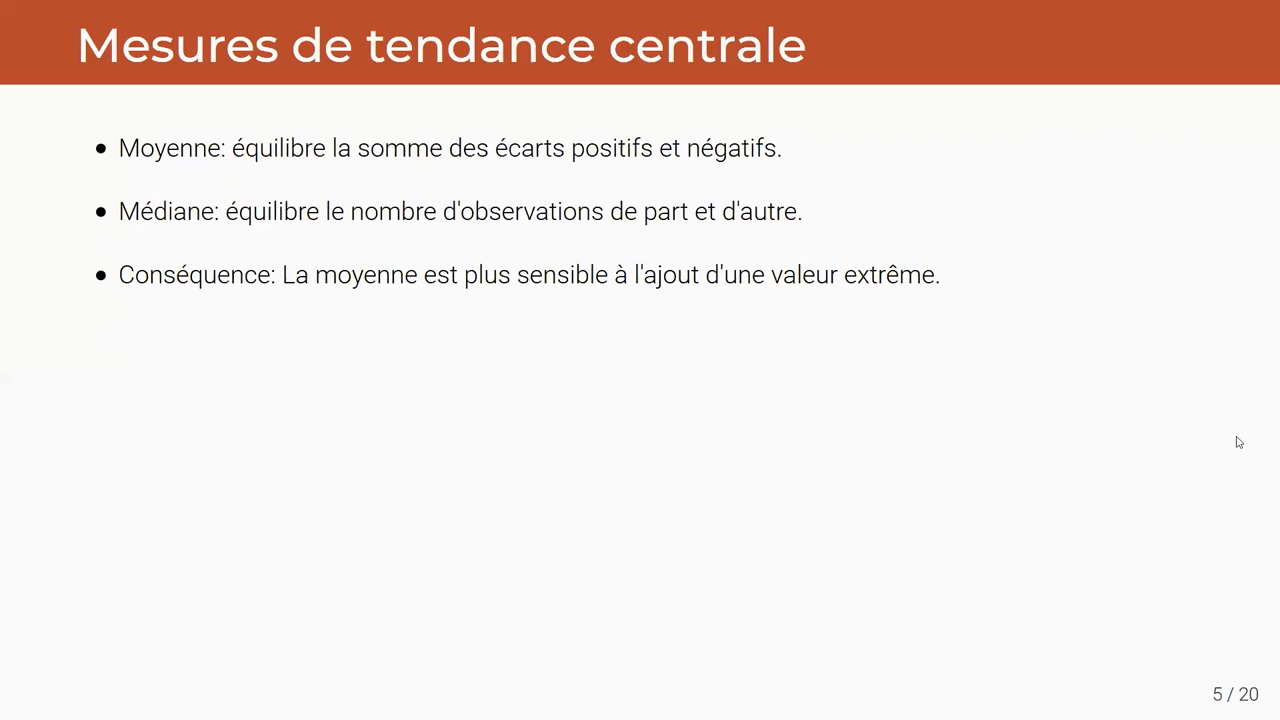 Mesures de tendance centrale
• Moyenne: équilibre la somme des écarts positifs et négatifs.
• Médiane: équilibre le nombre d'observations de part et d'autre.
• Conséquence: La moyenne est plus sensible à l'ajout d'une valeur extrême.
5 / 20